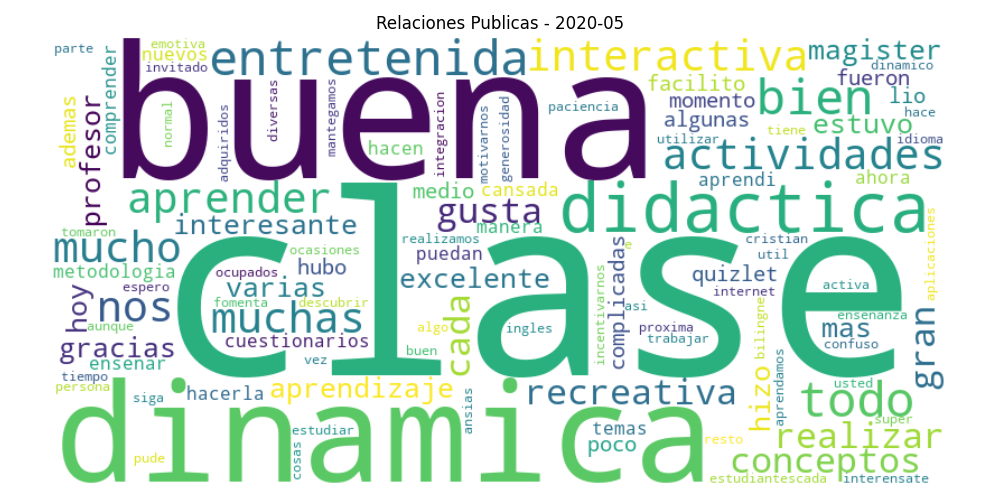 Relaciones Publicas - 2020-05
parte
emotiva
nuevos
invitado
entretenida
interactiva
magister
dinamico
fueron
facilito
bien
lio
hace
momento
algunas
estuvo
utilizar
tiene
idioma
ademas
comprender
profesor
normal
buena
adquiridos
diversas
mantegamos
hacen
integracion
motivarnos
generosidad
paciencia
actividades
aprendi
ahora
aprender
interesante
medio
cansada
gusta
manera
didactica
tomaron
mucho
metodologia
espero
ocasiones
ocupados
hubo
varias
realizamos
puedan
excelente
cristian
util
quizlet
internet
activa
aplicaciones
hoy
nos
aunque
fomenta
descubrir
muchas
clase
cada
algo
ingles
incentivarnos
complicadas
e
asi
proxima
trabajar
ensenanza
mas
confuso
gran
gracias
ensenar
cuestionarios
vez
buen
tiempo
persona
siga
hacerla
aprendizaje
ansias
recreativa
hizo
bilingne
aprendamos
usted
todo
super
dinamica
estudiar
cosas
pude
temas
poco
resto
realizar
conceptos
estudiantescada
interensate